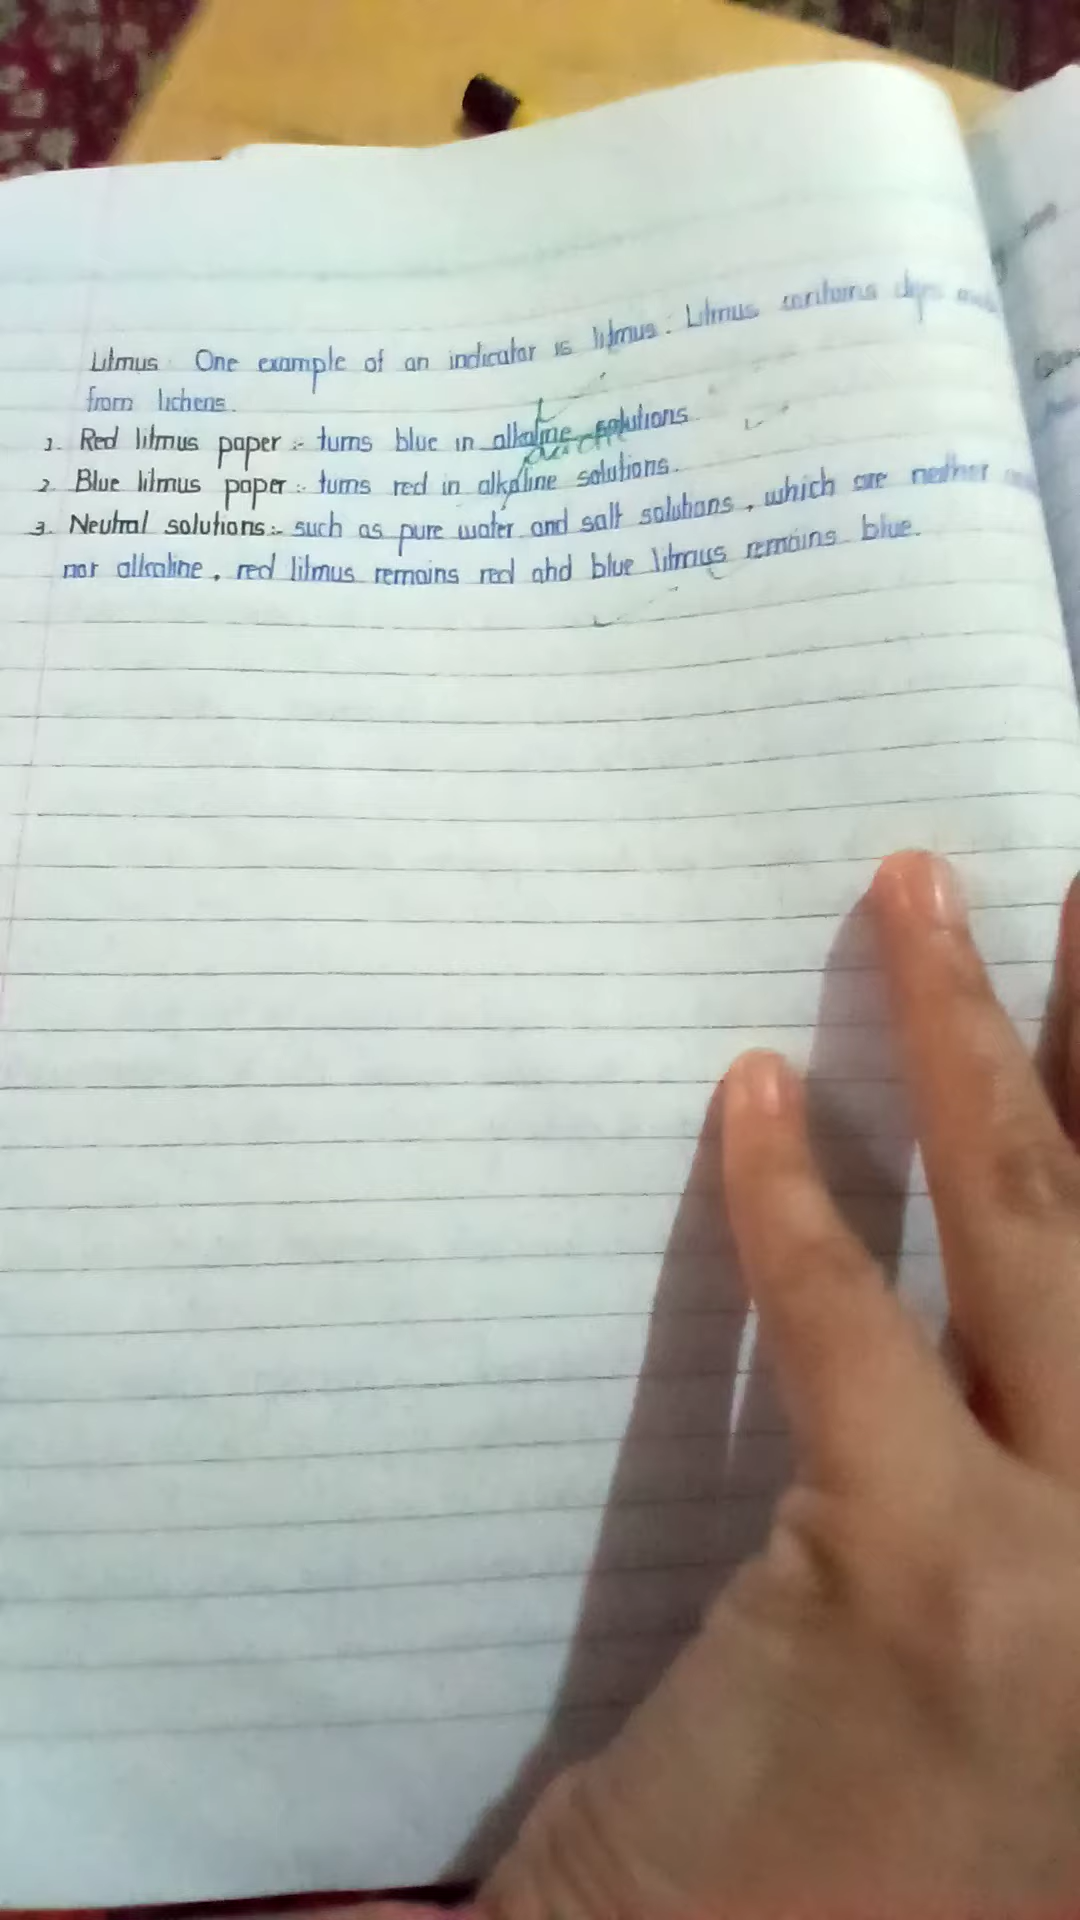 Litmus : One example of an indicator is litmus. Litmus contains dyes
from lichens.
1. Red litmus paper :- turns blue in alkaline solutions.
acidic
2. Blue litmus paper :- turns red in alkaline solutions.
3. Neutral solutions :- such as pure water and salt solutions, which are neither
nor alkaline, red litmus remains red and blue litmus remains blue.